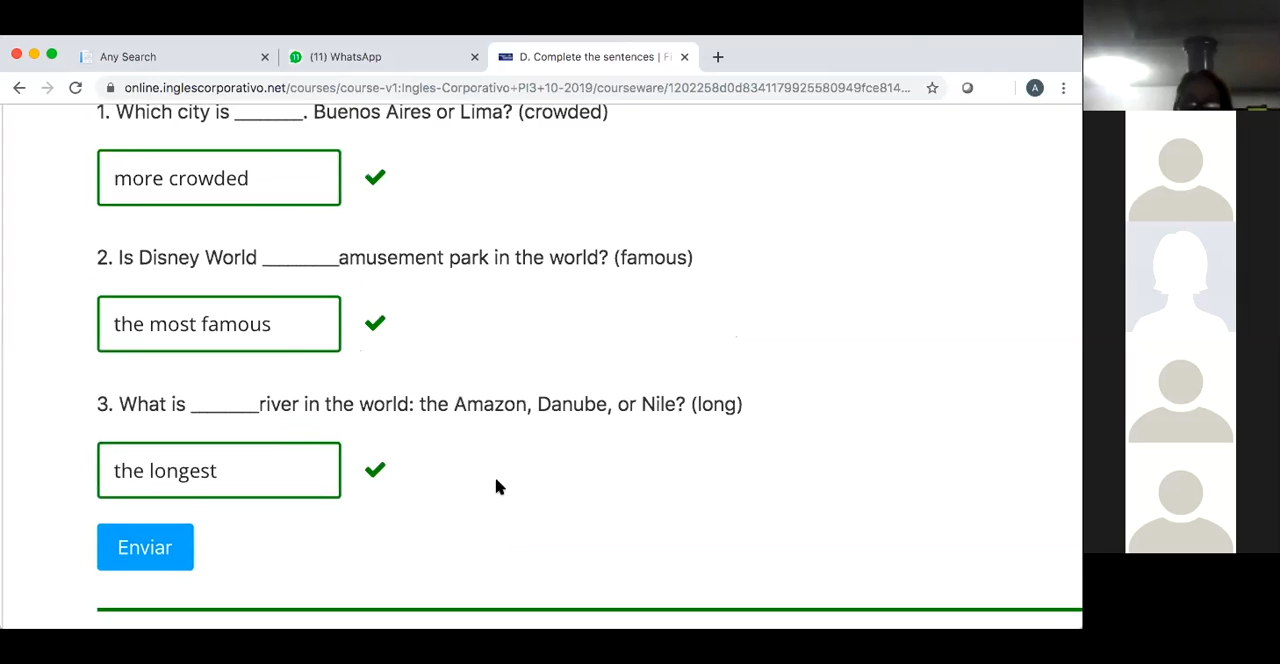 Any Search
(11) WhatsApp
D. Complete the sentences | Fi
online.inglescorporativo.net/courses/course-v1:Ingles-Corporativo+PI3+10-2019/courseware/1202258d0d8341179925580949fce814...
A
1. Which city is _______. Buenos Aires or Lima? (crowded)
more crowded
2. Is Disney World ________amusement park in the world? (famous)
the most famous
3. What is _______river in the world: the Amazon, Danube, or Nile? (long)
the longest
Enviar